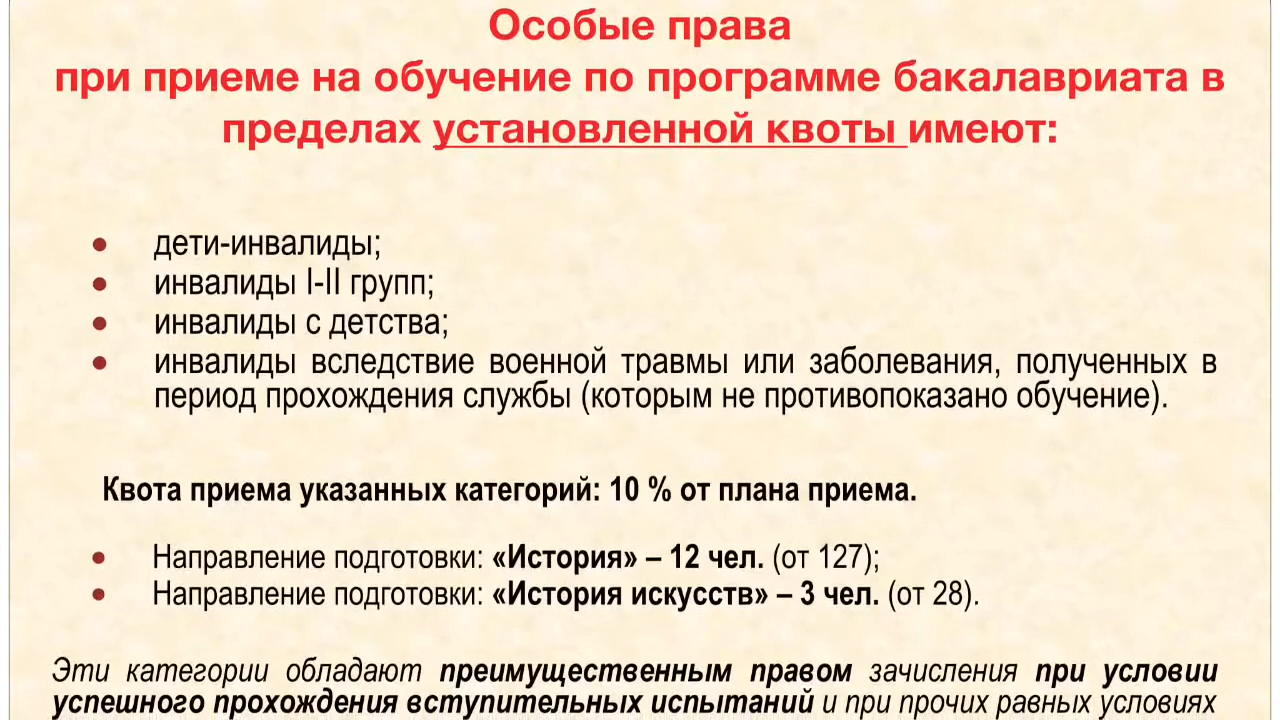 Особые права
при приеме на обучение по программе бакалавриата в
пределах установленной квоты имеют:
• дети-инвалиды;
• инвалиды I-II групп;
• инвалиды с детства;
• инвалиды вследствие военной травмы или заболевания, полученных в
период прохождения службы (которым не противопоказано обучение).
Квота приема указанных категорий: 10 % от плана приема.
• Направление подготовки: «История» – 12 чел. (от 127);
• Направление подготовки: «История искусств» – 3 чел. (от 28).
Эти категории обладают преимущественным правом зачисления при условии
успешного прохождения вступительных испытаний и при прочих равных условиях